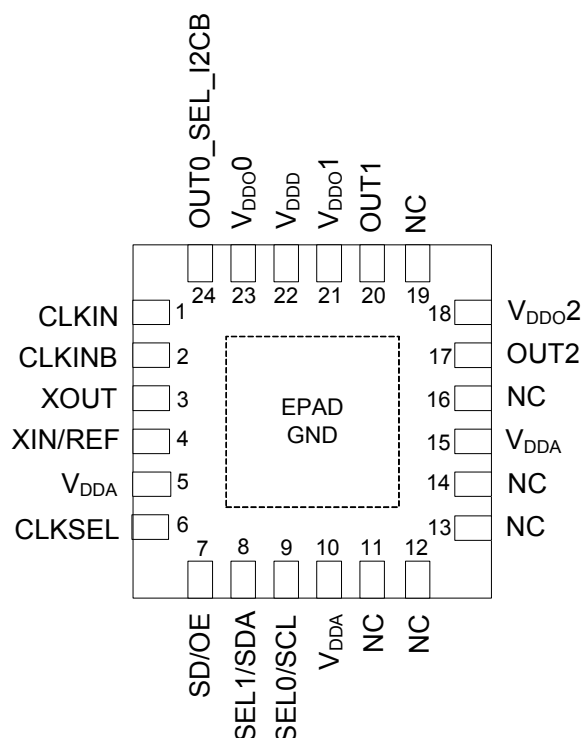 OUT0_SEL_I2CB
VDDO0
VDDD
VDDO1
OUT1
NC
24
23
22
21
20
19
CLKIN 1
CLKINB 2
XOUT 3
XIN/REF 4
VDDA 5
CLKSEL 6
EPAD
GND
18 VDDO2
17 OUT2
16 NC
15 VDDA
14 NC
13 NC
7
8
9
10
11
12
SD/OE
SEL1/SDA
SEL0/SCL
VDDA
NC
NC